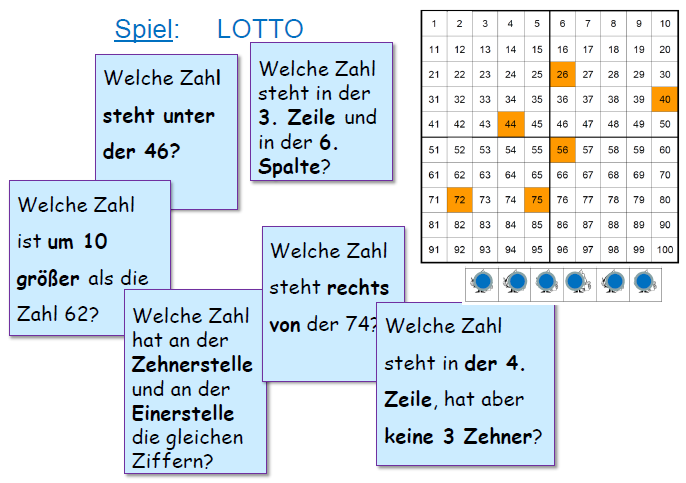 Spiel: LOTTO
Welche Zahl
steht unter
der 46?
Welche Zahl
steht in der
3. Zeile und
in der 6.
Spalte?
Welche Zahl
ist um 10
größer als die
Zahl 62?
Welche Zahl
steht rechts
von der 74?
Welche Zahl
hat an der
Zehnerstelle
und an der
Einerstelle
die gleichen
Ziffern?
Welche Zahl
steht in der 4.
Zeile, hat aber
keine 3 Zehner?
1 2 3 4 5 6 7 8 9 10
11 12 13 14 15 16 17 18 19 20
21 22 23 24 25 26 27 28 29 30
31 32 33 34 35 36 37 38 39 40
41 42 43 44 45 46 47 48 49 50
51 52 53 54 55 56 57 58 59 60
61 62 63 64 65 66 67 68 69 70
71 72 73 74 75 76 77 78 79 80
81 82 83 84 85 86 87 88 89 90
91 92 93 94 95 96 97 98 99 100